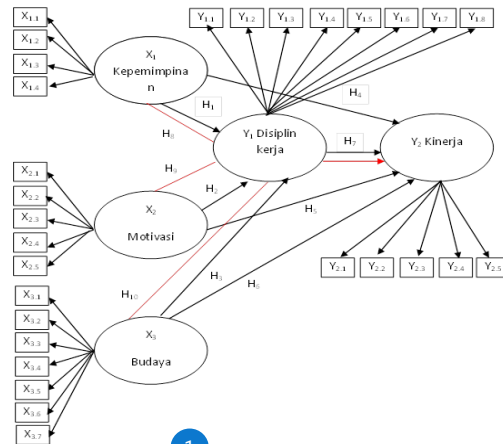 X1.1
X1.2
X1.3
X1.4
Y1.1
Y1.2
Y1.3
Y1.4
Y1.5
Y1.6
Y1.7
Y1.8
X1
Kepemimpina
n
H1
H4
H8
Y1 Disiplin
kerja
H7
Y2 Kinerja
H9
H2
X2.1
X2.2
X2.3
X2.4
X2.5
X2
Motivasi
H5
H3
H6
H10
Y2.1
Y2.2
Y2.3
Y2.4
Y2.5
X3.1
X3.2
X3.3
X3.4
X3.5
X3.6
X3.7
X3
Budaya